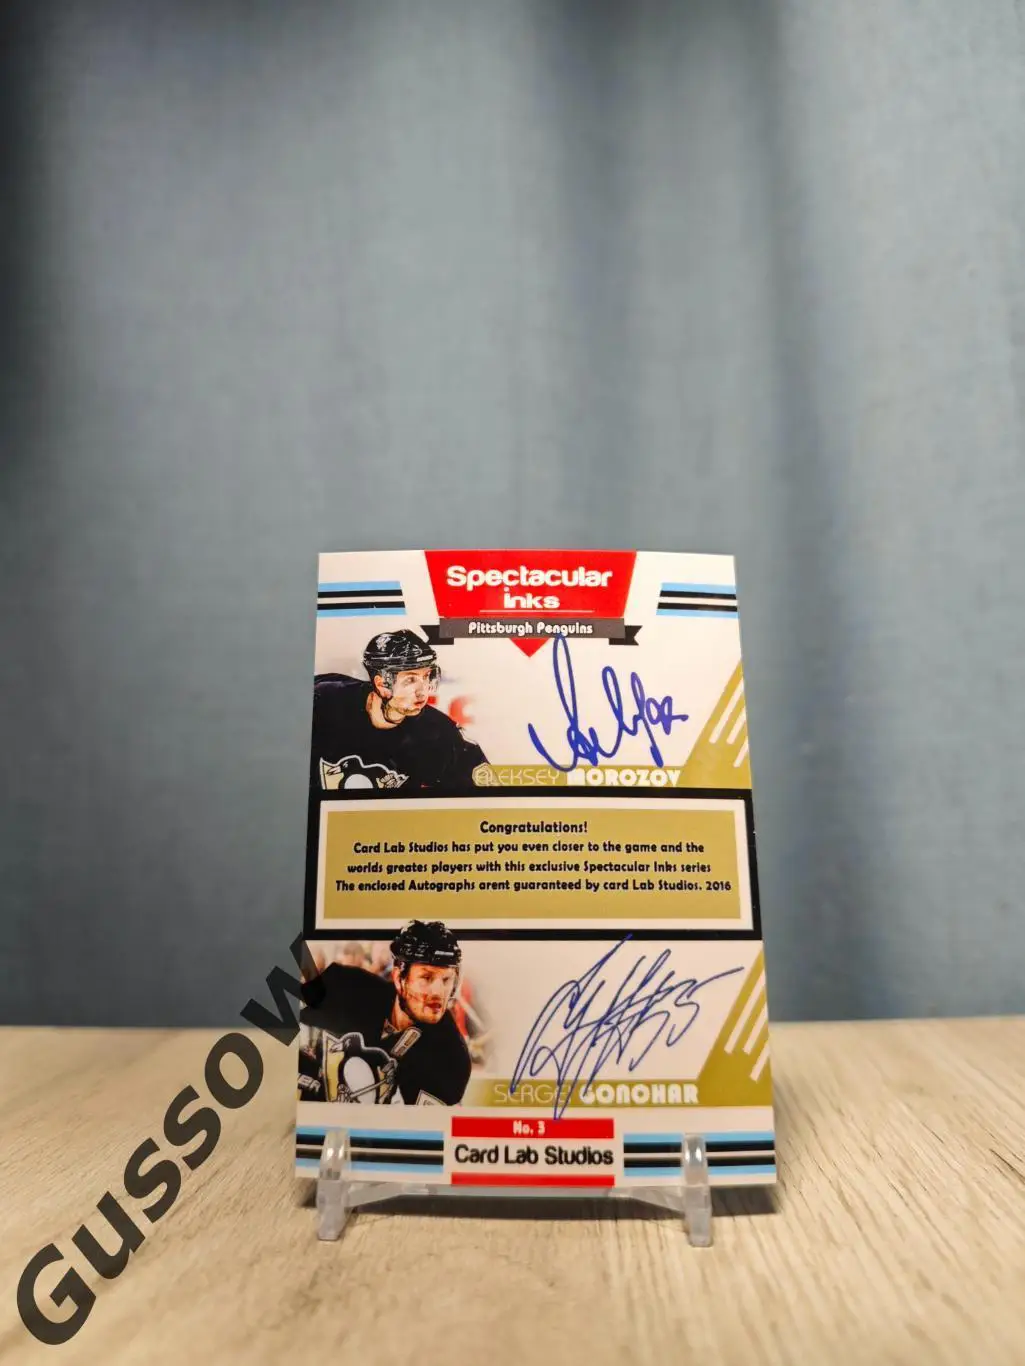 Spectacular
inks
Pittsburgh Penguins
ALEKSEY MOROZOV
Congratulations!
Card Lab Studios has put you even closer to the game and the
worlds greates players with this exclusive Spectacular Inks series
The enclosed Autographs arent guaranteed by card Lab Studios. 2016
SERGEI GONCHAR
No. 3
Card Lab Studios
Gussow